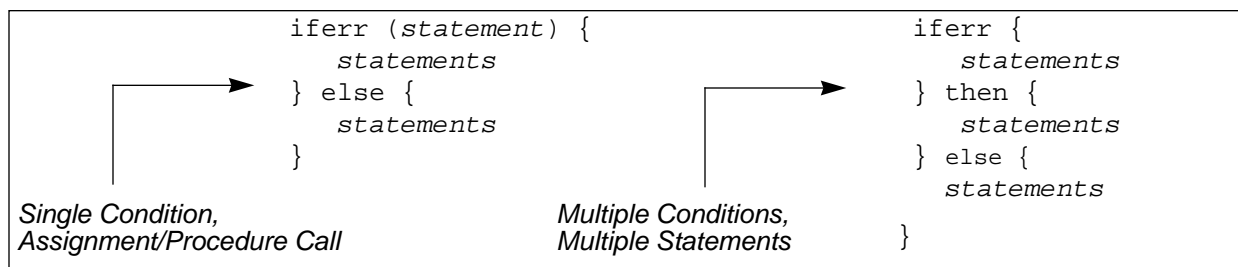 iferr (statement) {
statements
} else {
statements
}
Single Condition,
Assignment/Procedure Call
iferr {
statements
} then {
statements
} else {
statements
}
Multiple Conditions,
Multiple Statements